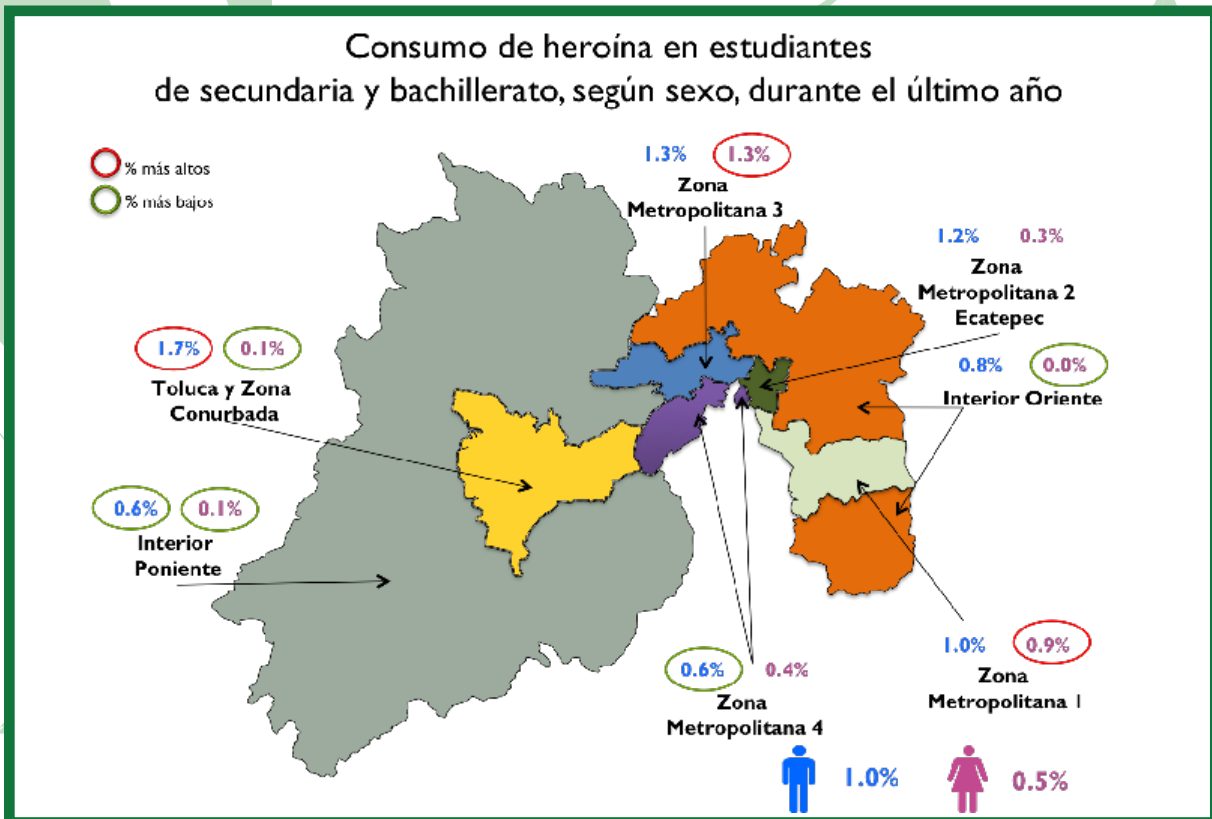 Consumo de heroína en estudiantes
de secundaria y bachillerato, según sexo, durante el último año
% más altos
% más bajos
1.3% 1.3%
Zona
Metropolitana 3
1.2% 0.3%
Zona
Metropolitana 2
Ecatepec
1.7% 0.1%
Toluca y Zona
Conurbada
0.8% 0.0%
Interior Oriente
0.6% 0.1%
Interior
Poniente
1.0% 0.9%
Zona
Metropolitana 1
0.6% 0.4%
Zona
Metropolitana 4
1.0% 0.5%